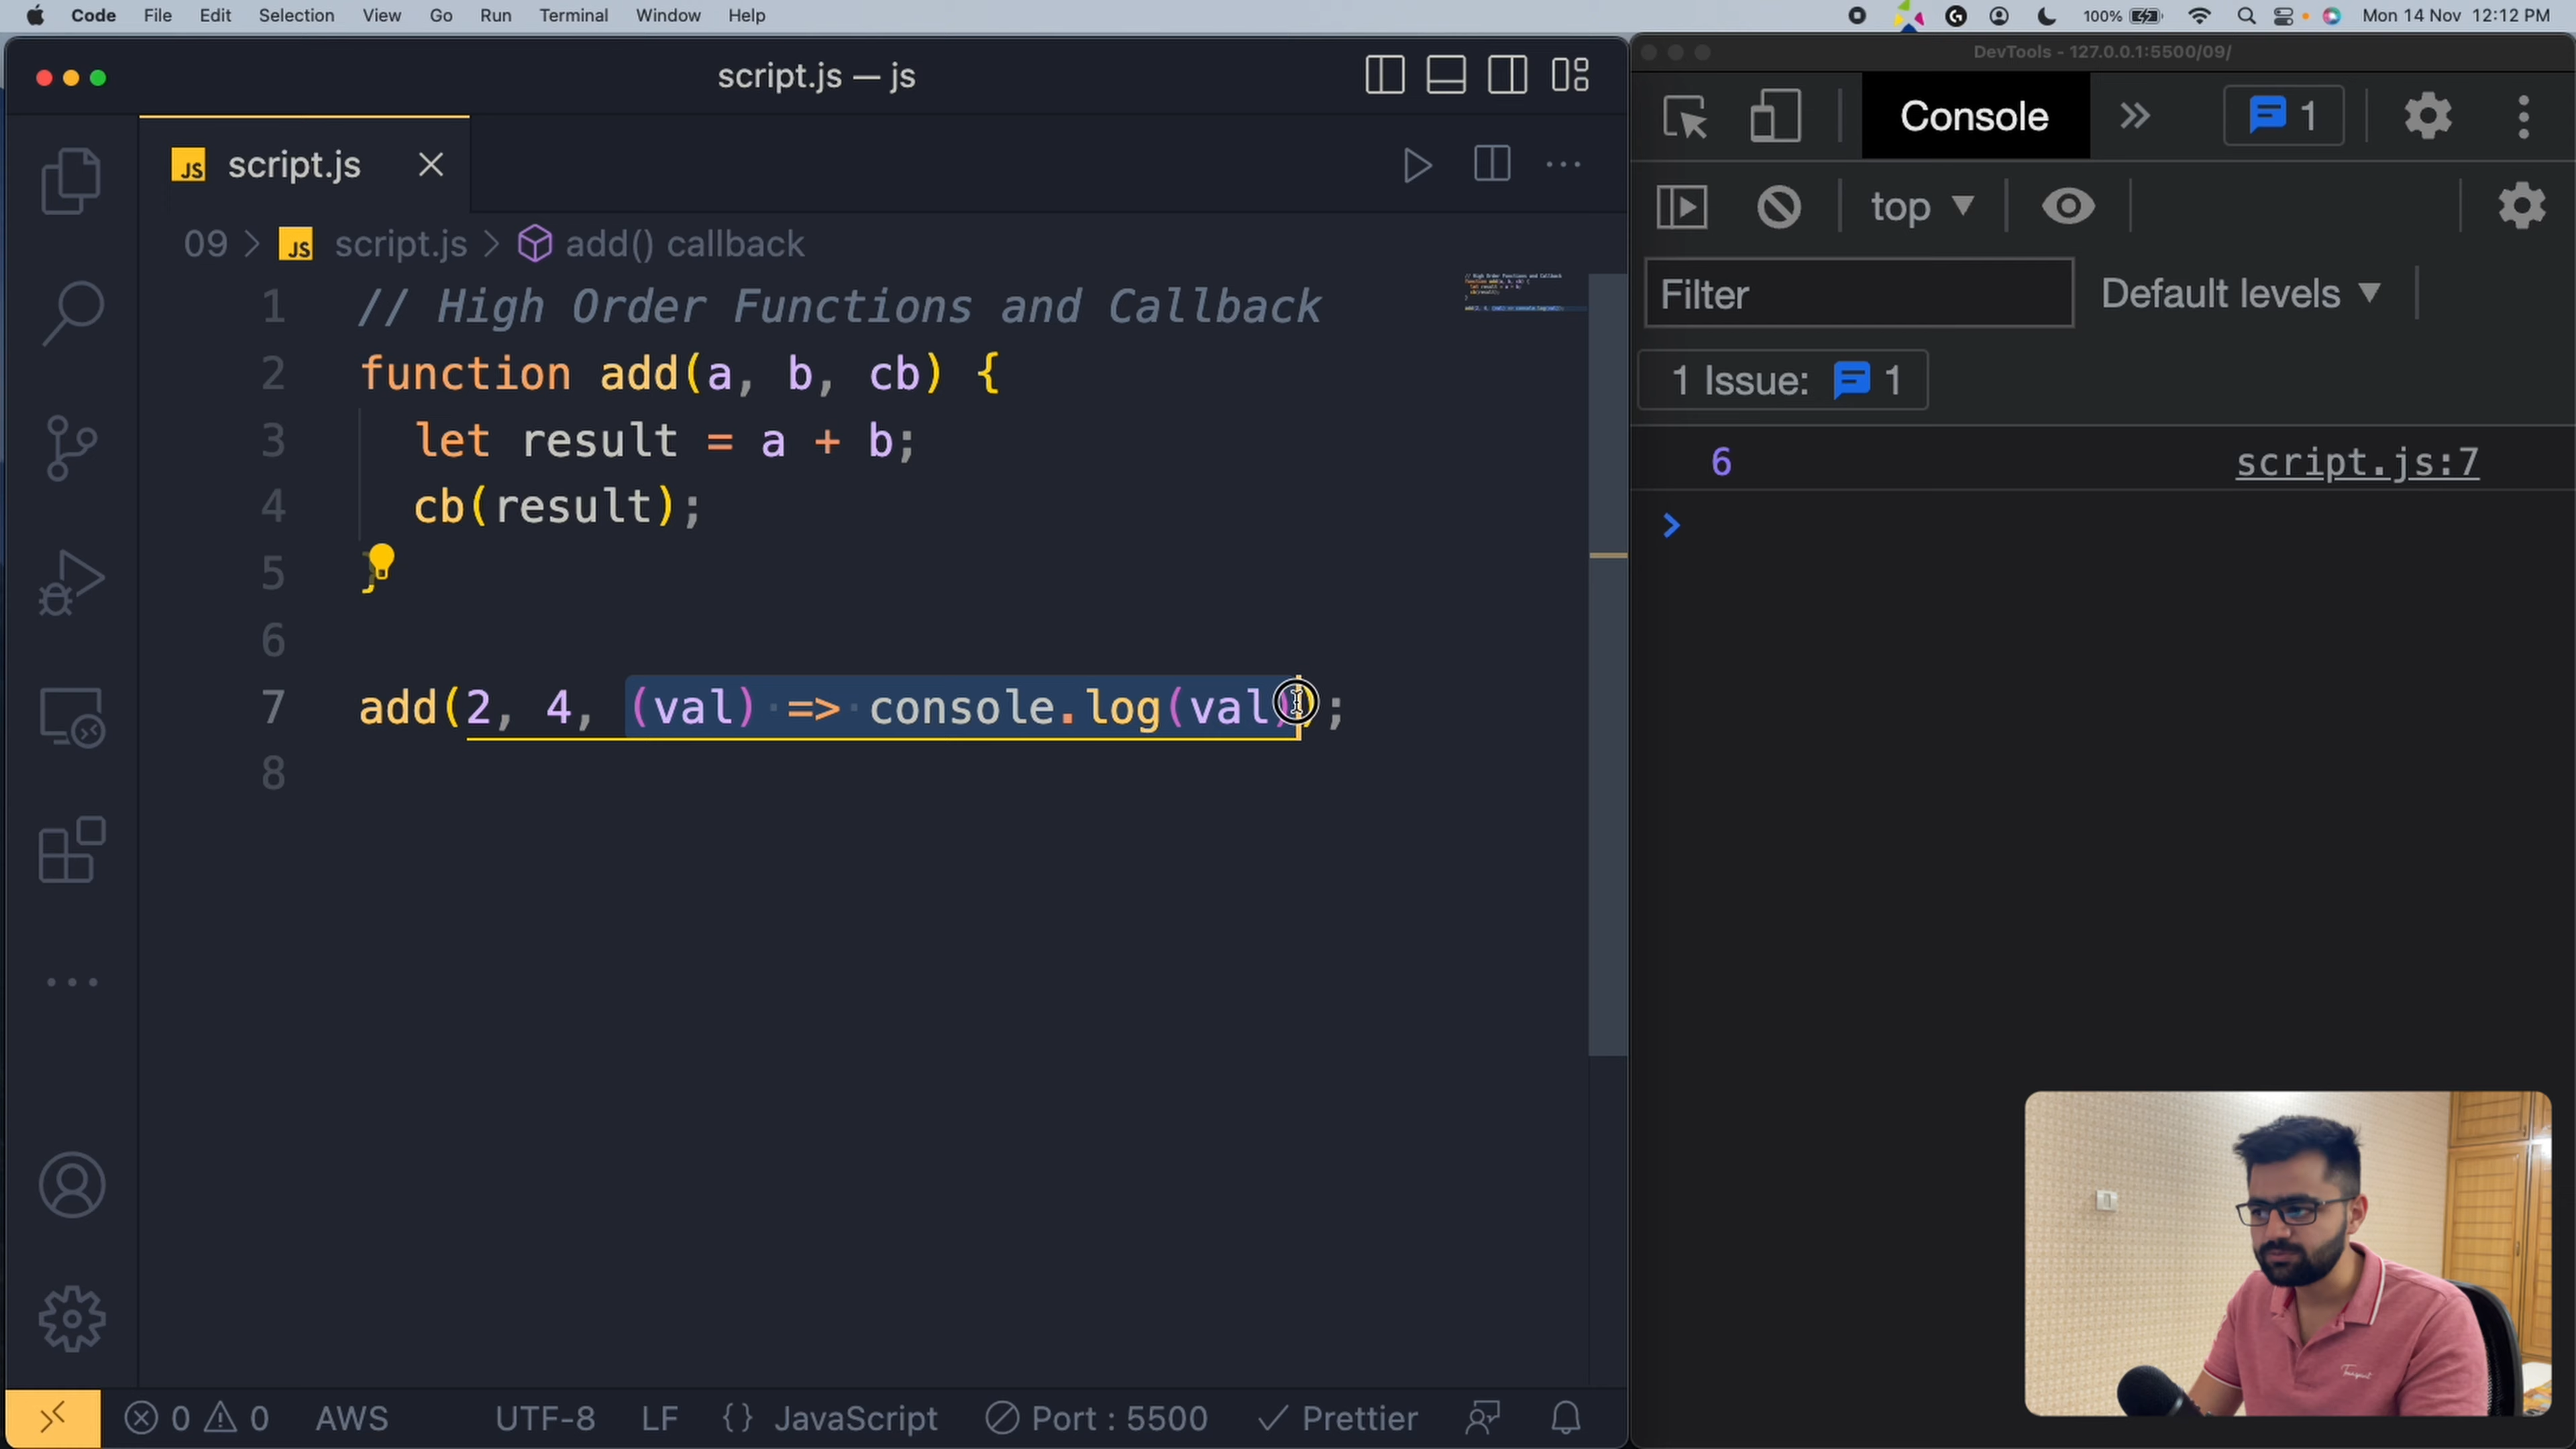 Code File Edit Selection View Go Run Terminal Window Help
100% Mon 14 Nov 12:12 PM
script.js — js
JS script.js
09 > JS script.js > add() callback
1 // High Order Functions and Callback
2 function add(a, b, cb) {
3 let result = a + b;
4 cb(result);
5 }
6
7 add(2, 4, (val) => console.log(val));
8
0 0 AWS UTF-8 LF {} JavaScript Port : 5500 Prettier
DevTools - 127.0.0.1:5500/09/
Console » 1
top
Filter Default levels
1 Issue: 1
6 script.js:7
>